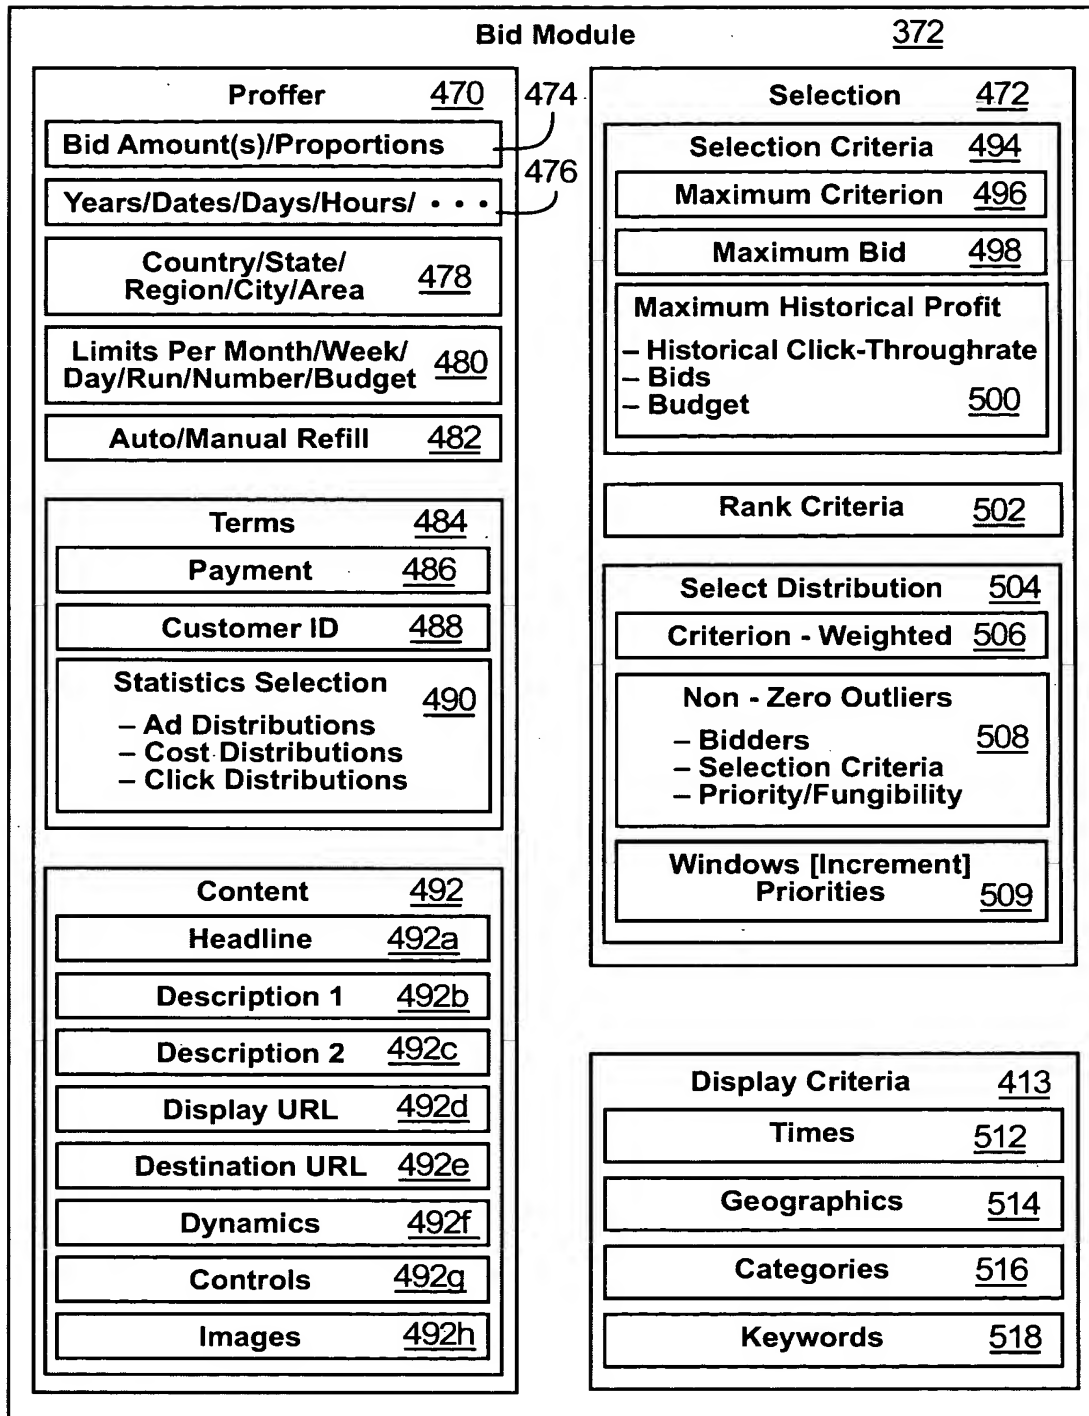 Bid Module 372
Proffer 470
474
Bid Amount(s)/Proportions
476
Years/Dates/Days/Hours/ • • •
Country/State/
Region/City/Area 478
Limits Per Month/Week/
Day/Run/Number/Budget 480
Auto/Manual Refill 482
Terms 484
Payment 486
Customer ID 488
Statistics Selection 490
– Ad Distributions
– Cost Distributions
– Click Distributions
Content 492
Headline 492a
Description 1 492b
Description 2 492c
Display URL 492d
Destination URL 492e
Dynamics 492f
Controls 492g
Images 492h
Selection 472
Selection Criteria 494
Maximum Criterion 496
Maximum Bid 498
Maximum Historical Profit
– Historical Click-Throughrate
– Bids
– Budget 500
Rank Criteria 502
Select Distribution 504
Criterion - Weighted 506
Non - Zero Outliers
– Bidders 508
– Selection Criteria
– Priority/Fungibility
Windows [Increment]
Priorities 509
Display Criteria 413
Times 512
Geographics 514
Categories 516
Keywords 518